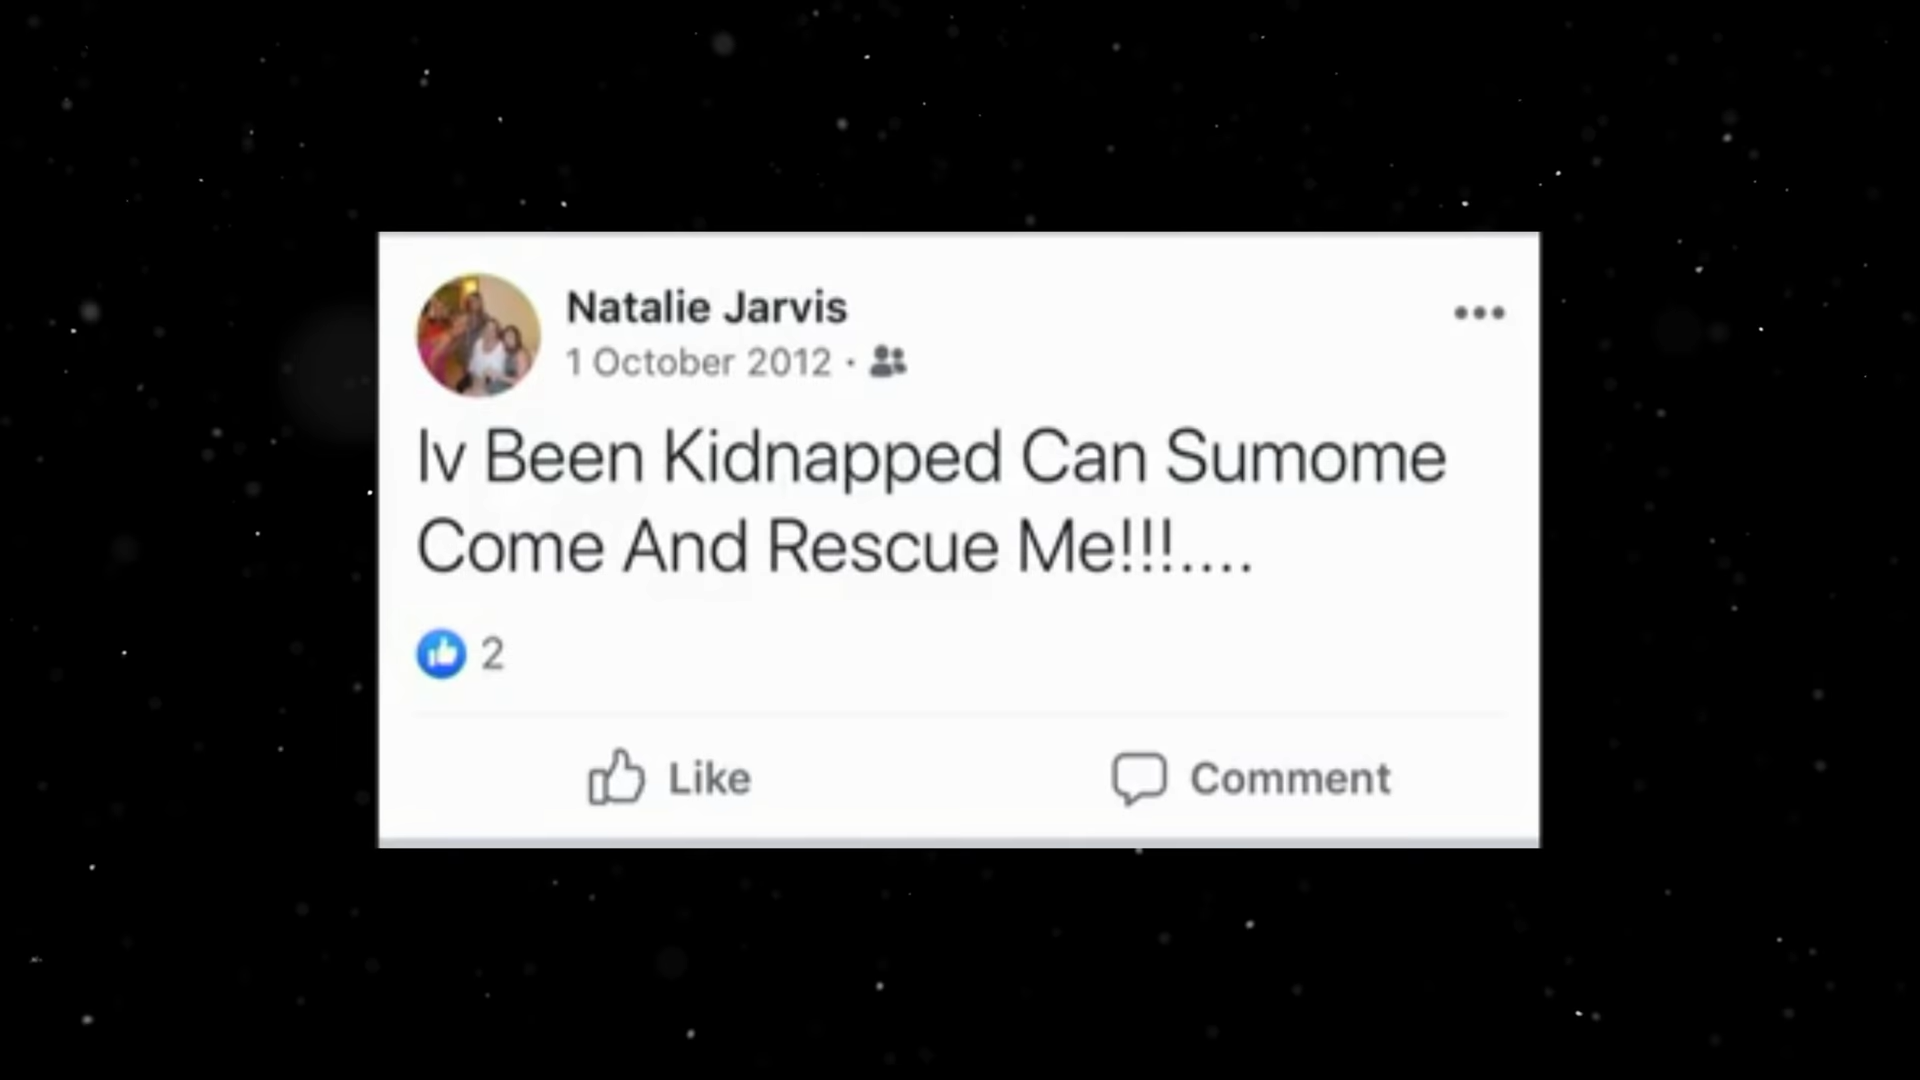 Natalie Jarvis
1 October 2012 ·
Iv Been Kidnapped Can Sumome
Come And Rescue Me!!!....
2
Like
Comment